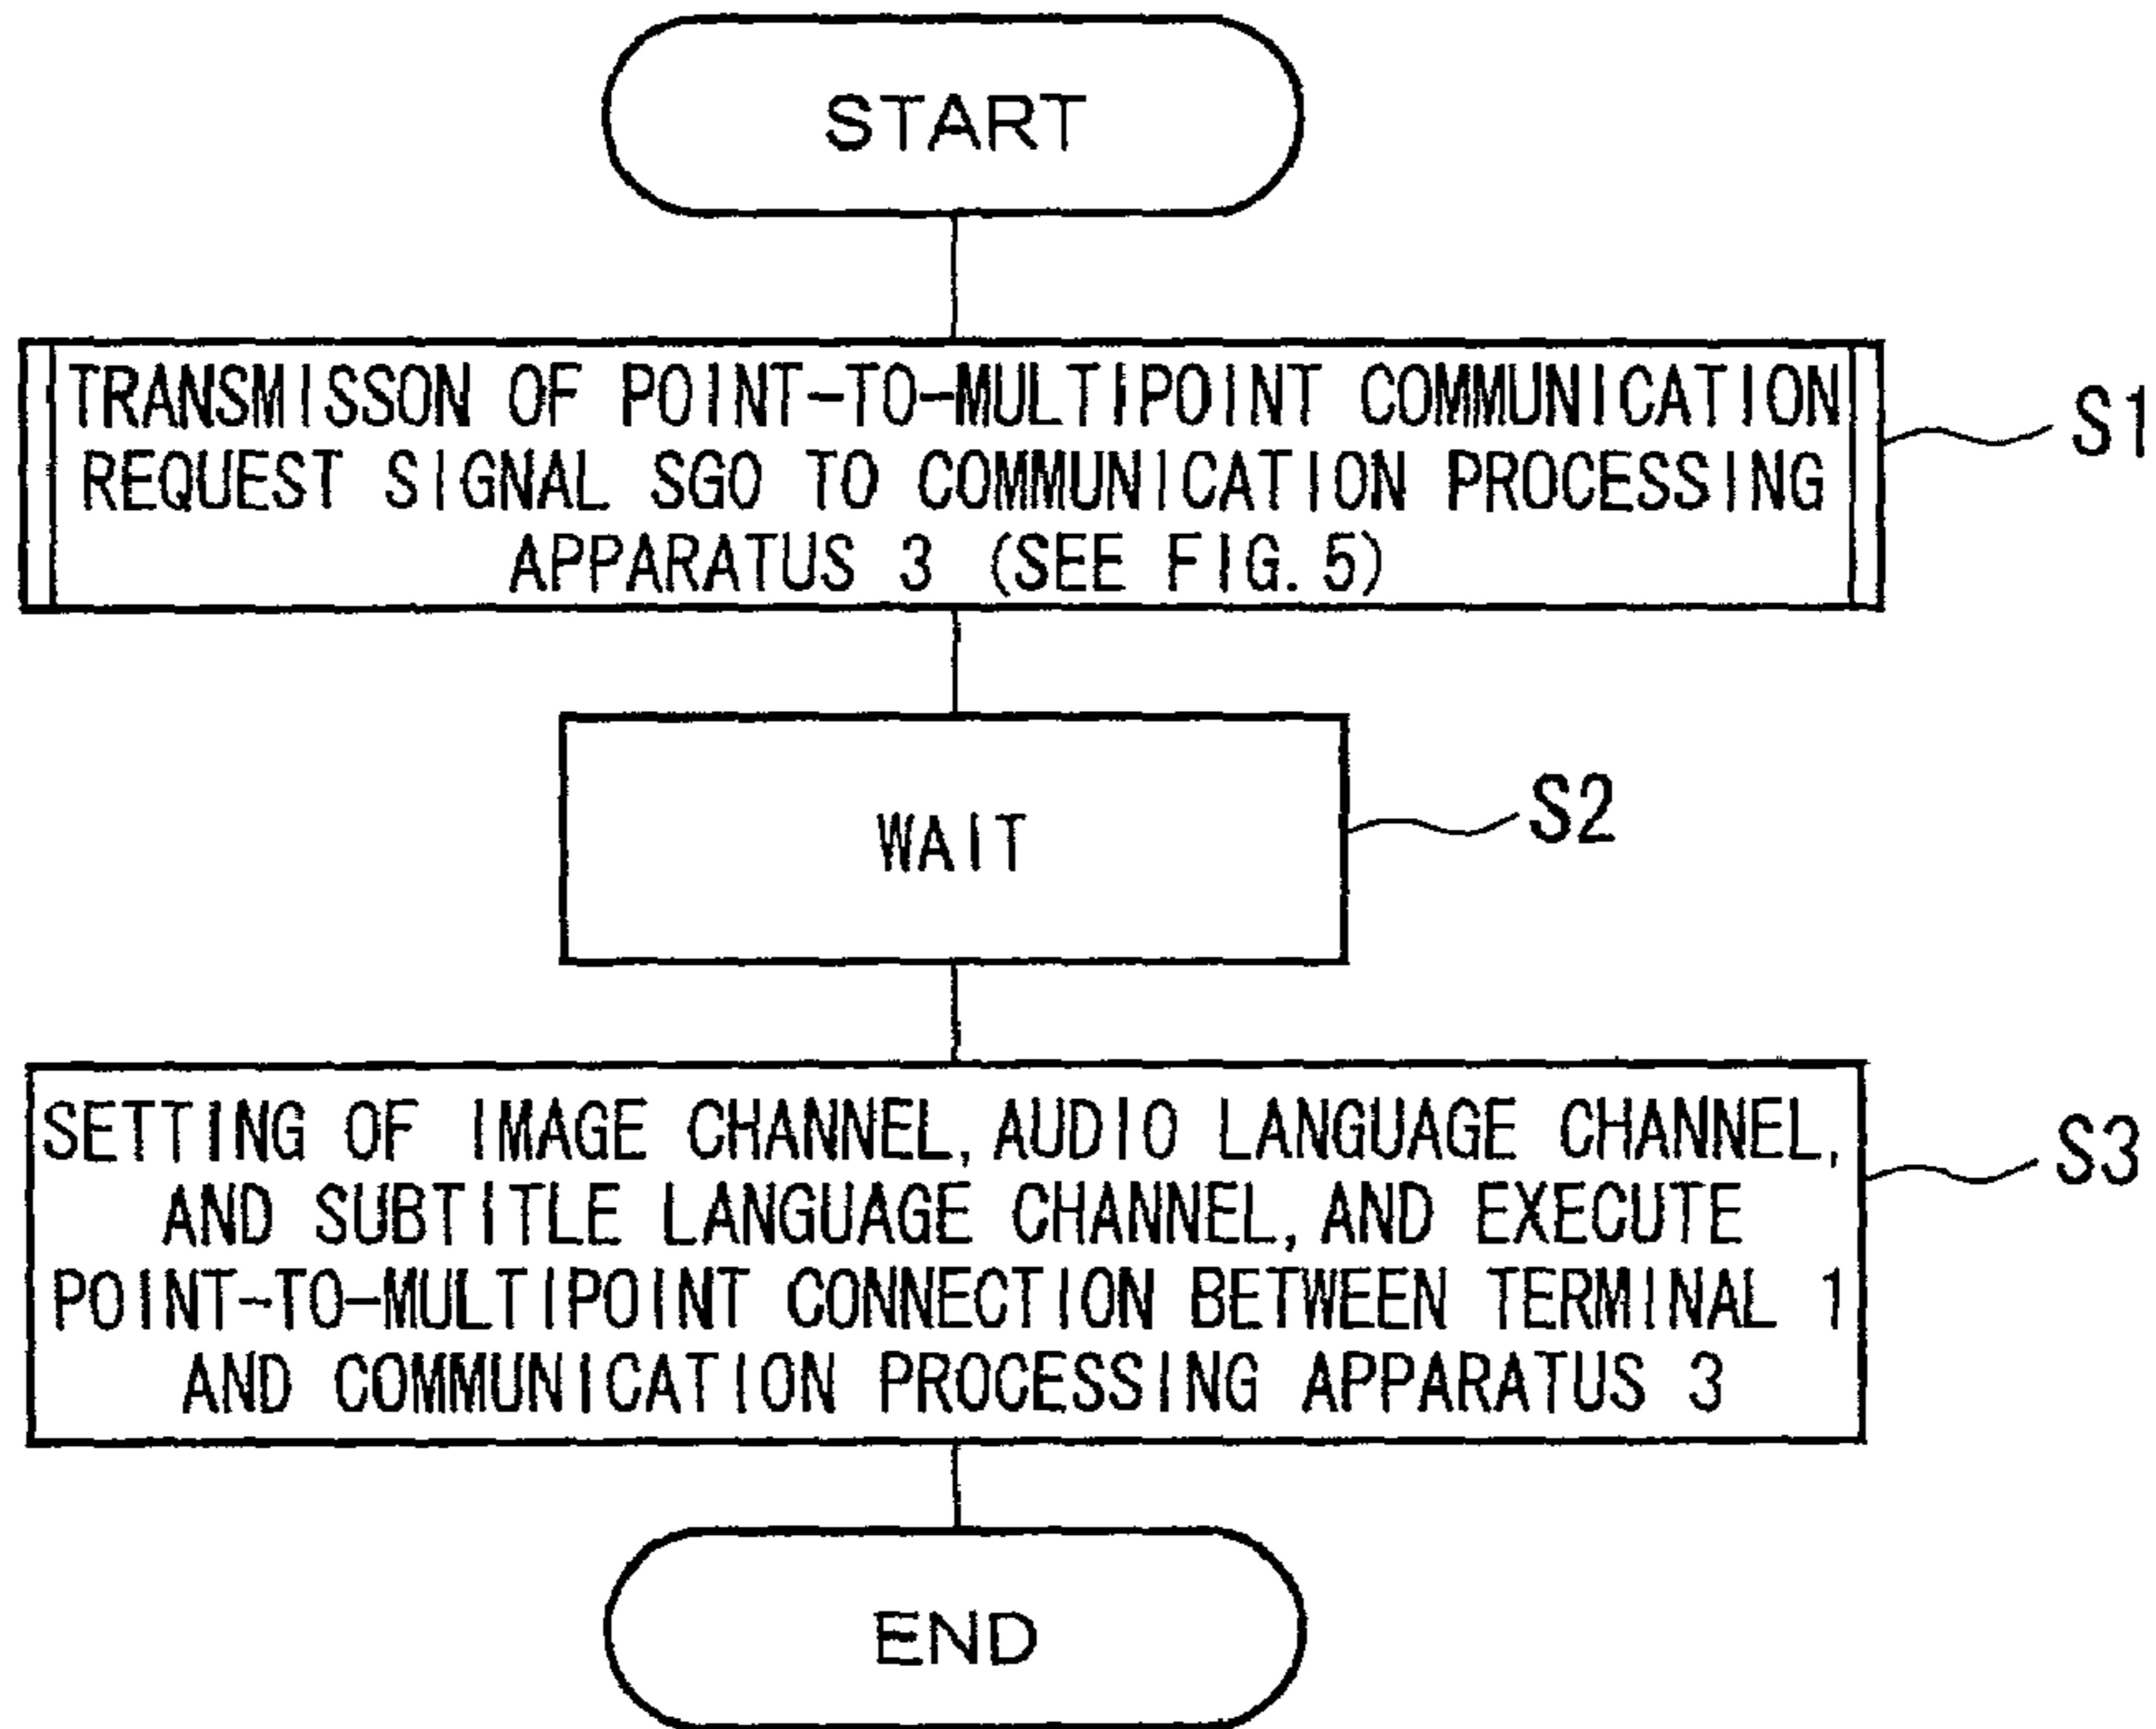 START
TRANSMISSON OF POINT-TO-MULTIPOINT COMMUNICATION
REQUEST SIGNAL SG0 TO COMMUNICATION PROCESSING
APPARATUS 3 (SEE FIG. 5)
S1
WAIT
S2
SETTING OF IMAGE CHANNEL, AUDIO LANGUAGE CHANNEL,
AND SUBTITLE LANGUAGE CHANNEL, AND EXECUTE
POINT-TO-MULTIPOINT CONNECTION BETWEEN TERMINAL 1
AND COMMUNICATION PROCESSING APPARATUS 3
S3
END